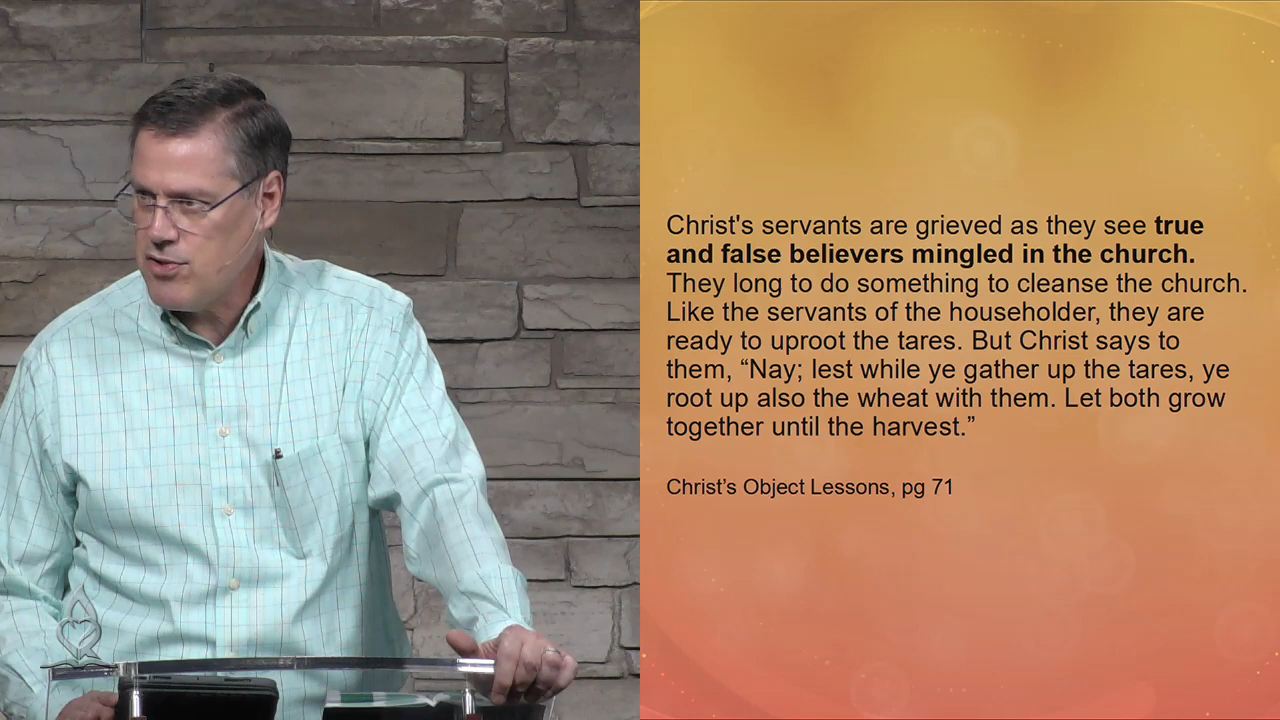 Christ's servants are grieved as they see true
and false believers mingled in the church.
They long to do something to cleanse the church.
Like the servants of the householder, they are
ready to uproot the tares. But Christ says to
them, “Nay; lest while ye gather up the tares, ye
root up also the wheat with them. Let both grow
together until the harvest.”
Christ’s Object Lessons, pg 71